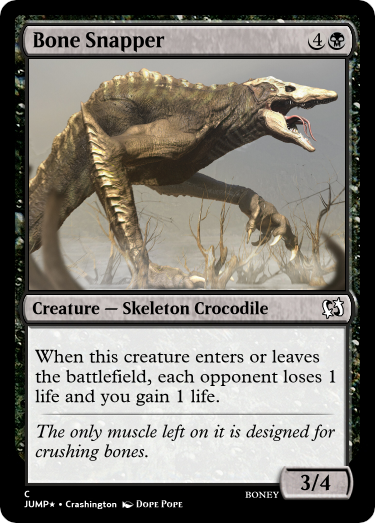 Bone Snapper 4
Creature — Skeleton Crocodile
When this creature enters or leaves
the battlefield, each opponent loses 1
life and you gain 1 life.
The only muscle left on it is designed for
crushing bones.
3/4
C
JUMP★ • Crashington Dope Pope
BONEY